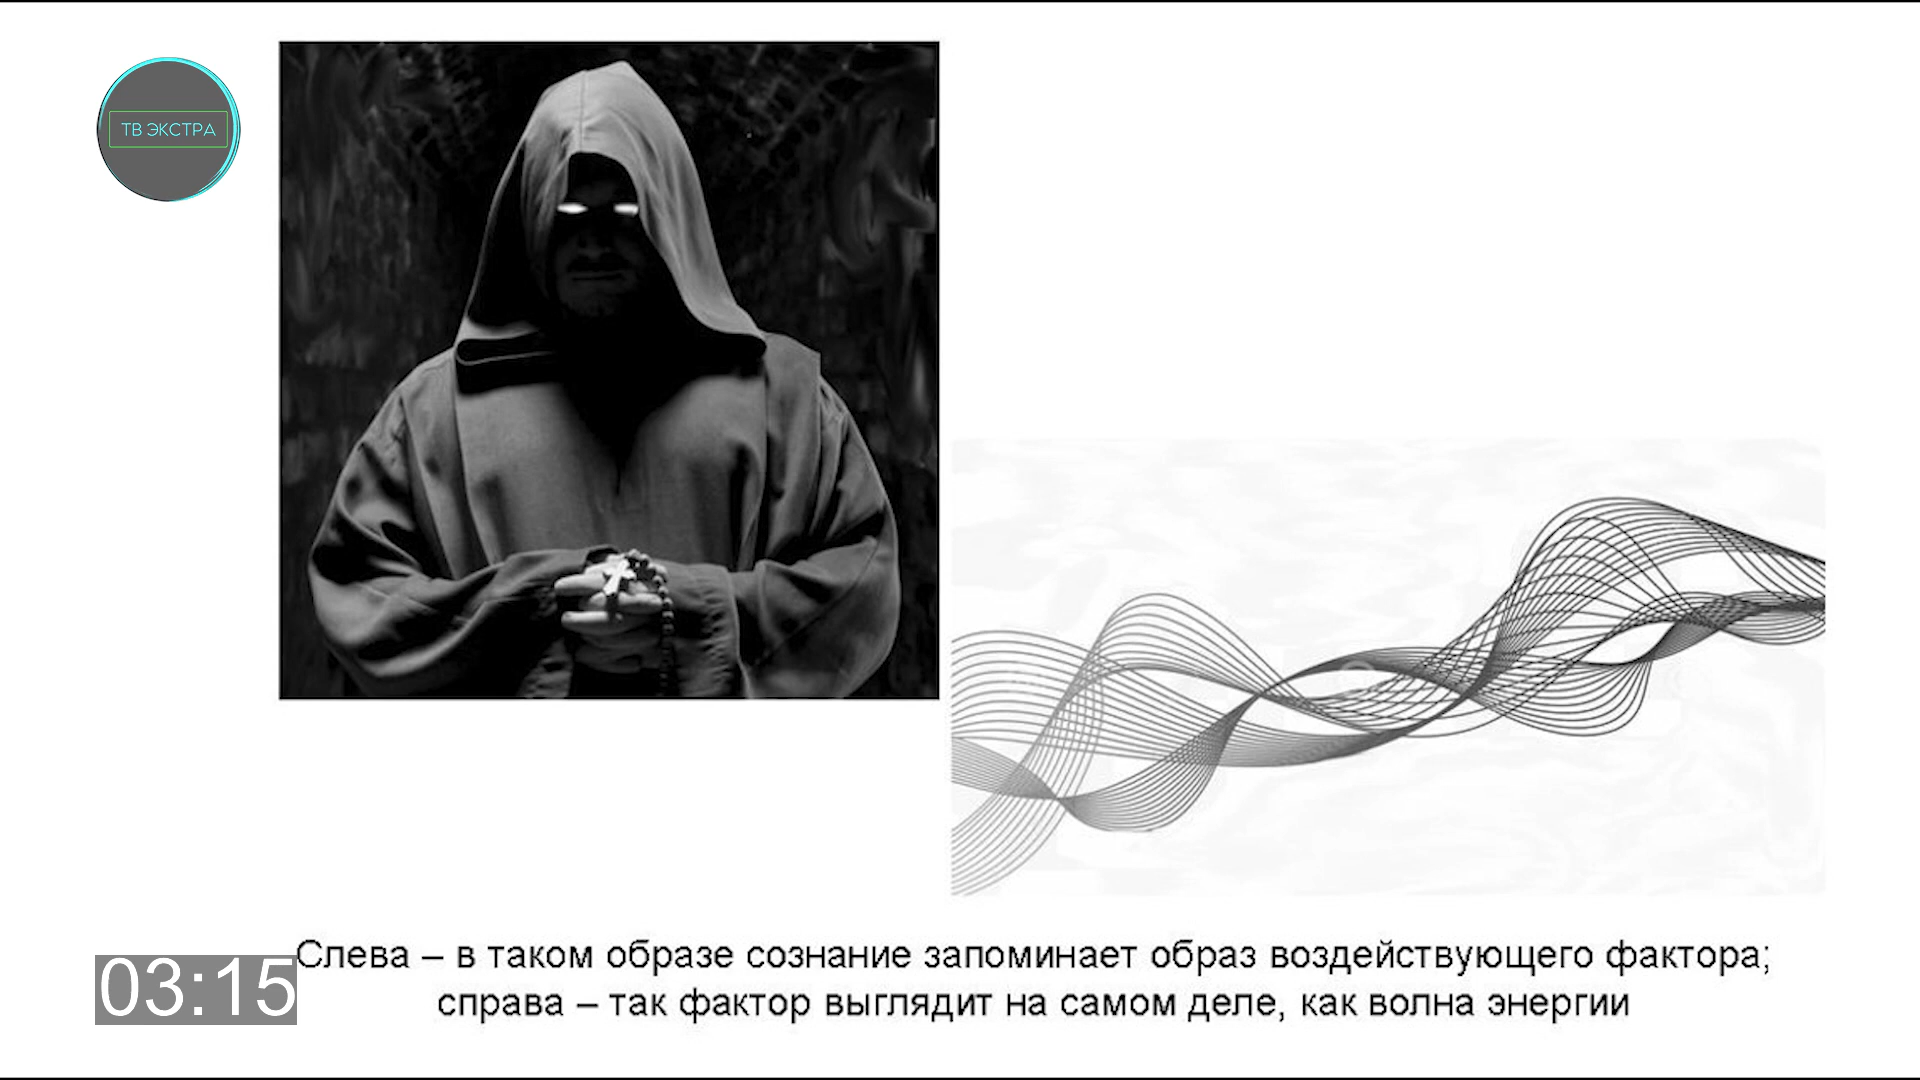 ТВ ЭКСТРА
Слева – в таком образе сознание запоминает образ воздействующего фактора;
справа – так фактор выглядит на самом деле, как волна энергии
03:15